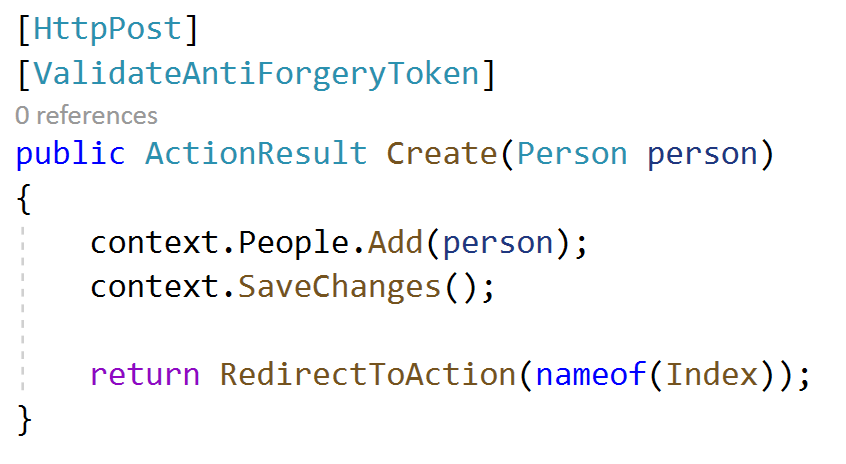 [HttpPost]
[ValidateAntiForgeryToken]
0 references
public ActionResult Create(Person person)
{
    context.People.Add(person);
    context.SaveChanges();

    return RedirectToAction(nameof(Index));
}